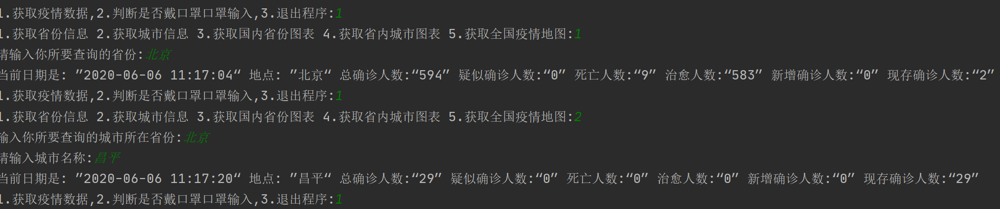 1.获取疫情数据,2.判断是否戴口罩口罩输入,3.退出程序:1
1.获取省份信息 2.获取城市信息 3.获取国内省份图表 4.获取省内城市图表 5.获取全国疫情地图:1
请输入你所要查询的省份:北京
当前日期是: ”2020-06-06 11:17:04“ 地点: ”北京“ 总确诊人数:“594” 疑似确诊人数:“0” 死亡人数:“9” 治愈人数:“583” 新增确诊人数:“0” 现存确诊人数:“2”
1.获取疫情数据,2.判断是否戴口罩口罩输入,3.退出程序:1
1.获取省份信息 2.获取城市信息 3.获取国内省份图表 4.获取省内城市图表 5.获取全国疫情地图:2
输入你所要查询的城市所在省份:北京
请输入城市名称:昌平
当前日期是: ”2020-06-06 11:17:20“ 地点: ”昌平“ 总确诊人数:“29” 疑似确诊人数:“0” 死亡人数:“0” 治愈人数:“0” 新增确诊人数:“0” 现存确诊人数:“29”
1.获取疫情数据,2.判断是否戴口罩口罩输入,3.退出程序:1